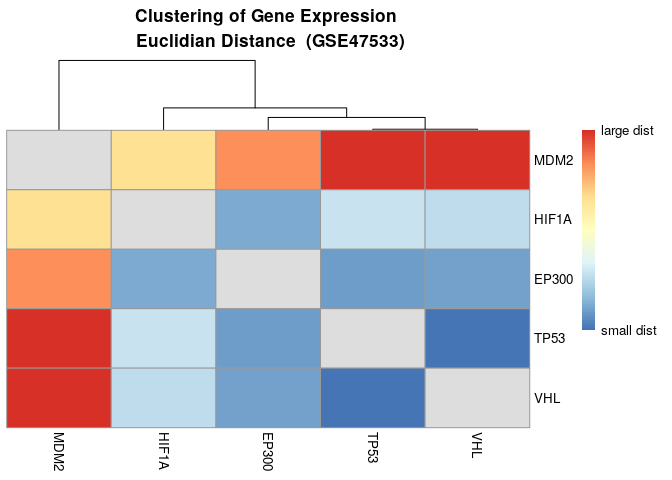 Clustering of Gene Expression
Euclidian Distance  (GSE47533)
large dist
small dist
MDM2
HIF1A
EP300
TP53
VHL
MDM2
HIF1A
EP300
TP53
VHL